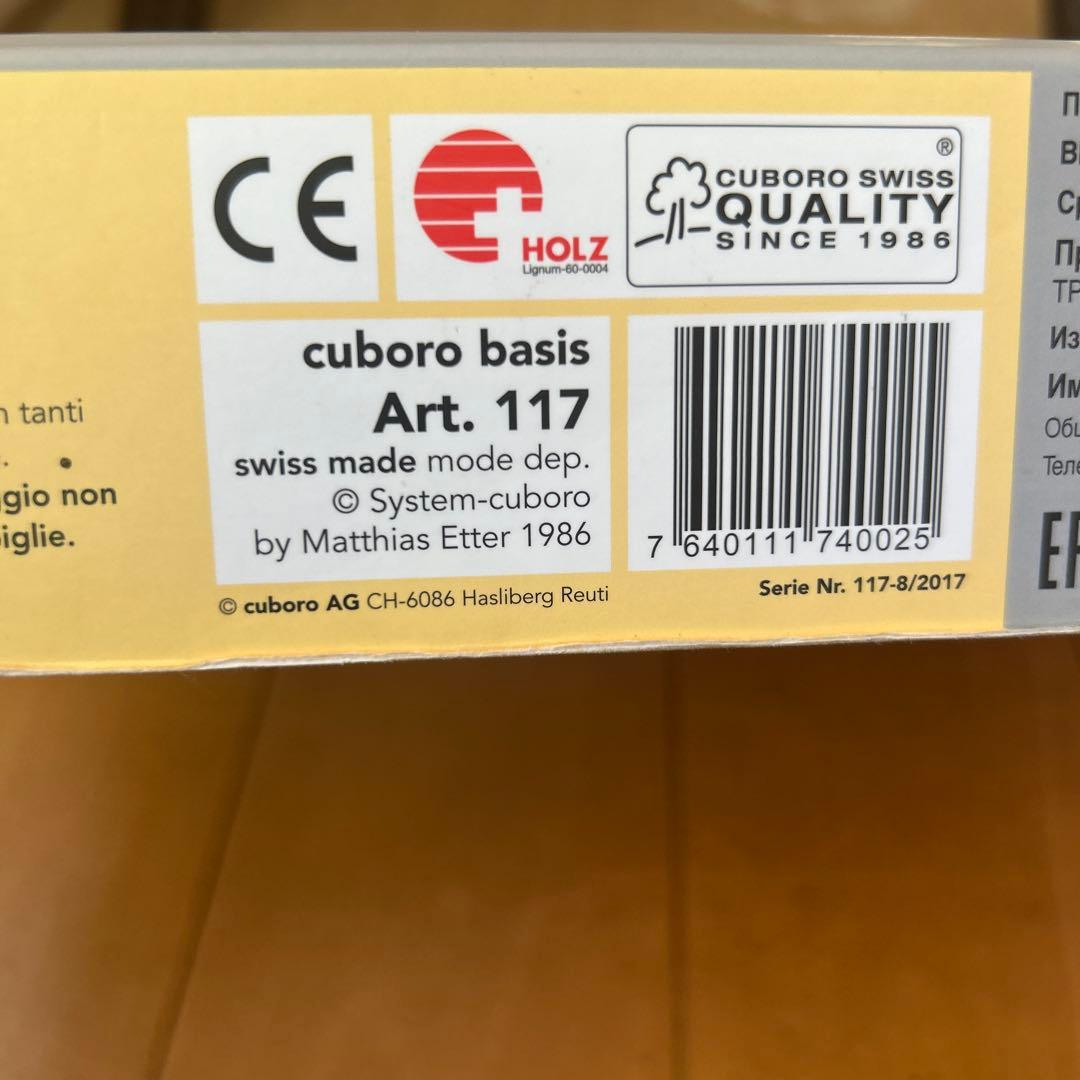 CE
HOLZ
Lignum-60-0004
®
CUBORO SWISS
QUALITY
SINCE 1986
cuboro basis
Art. 117
swiss made mode dep.
© System-cuboro
by Matthias Etter 1986
7 640111 740025
© cuboro AG CH-6086 Hasliberg Reuti
Serie Nr. 117-8/2017
tanti
non